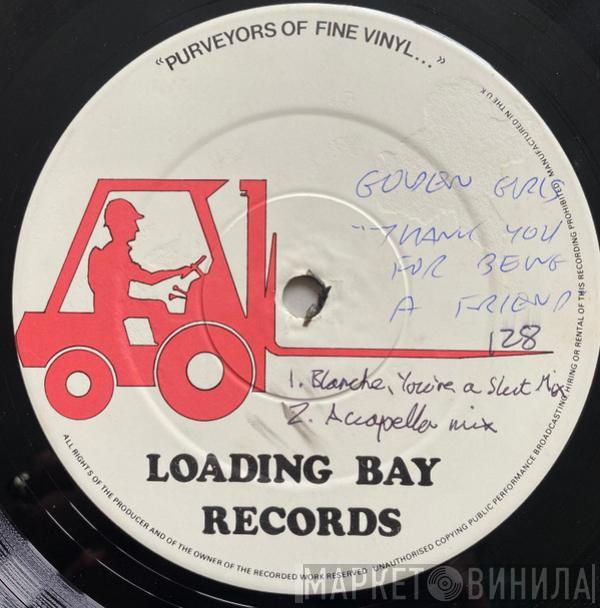 "PURVEYORS OF FINE VINYL..."
MANUFACTURED IN THE U.K.
GOLDEN GIRLS
"THANK YOU
FOR BEING
A FRIEND
128
1. Blanche, You're a Slut Mix
2. Accapella mix
LOADING BAY
RECORDS
ALL RIGHTS OF THE PRODUCER AND OF THE OWNER OF THE RECORDED WORK RESERVED. UNAUTHORISED COPYING PUBLIC PERFORMANCE BROADCASTING HIRING OR RENTAL OF THIS RECORDING PROHIBITED.
МАРКЕТ ВИНИЛА